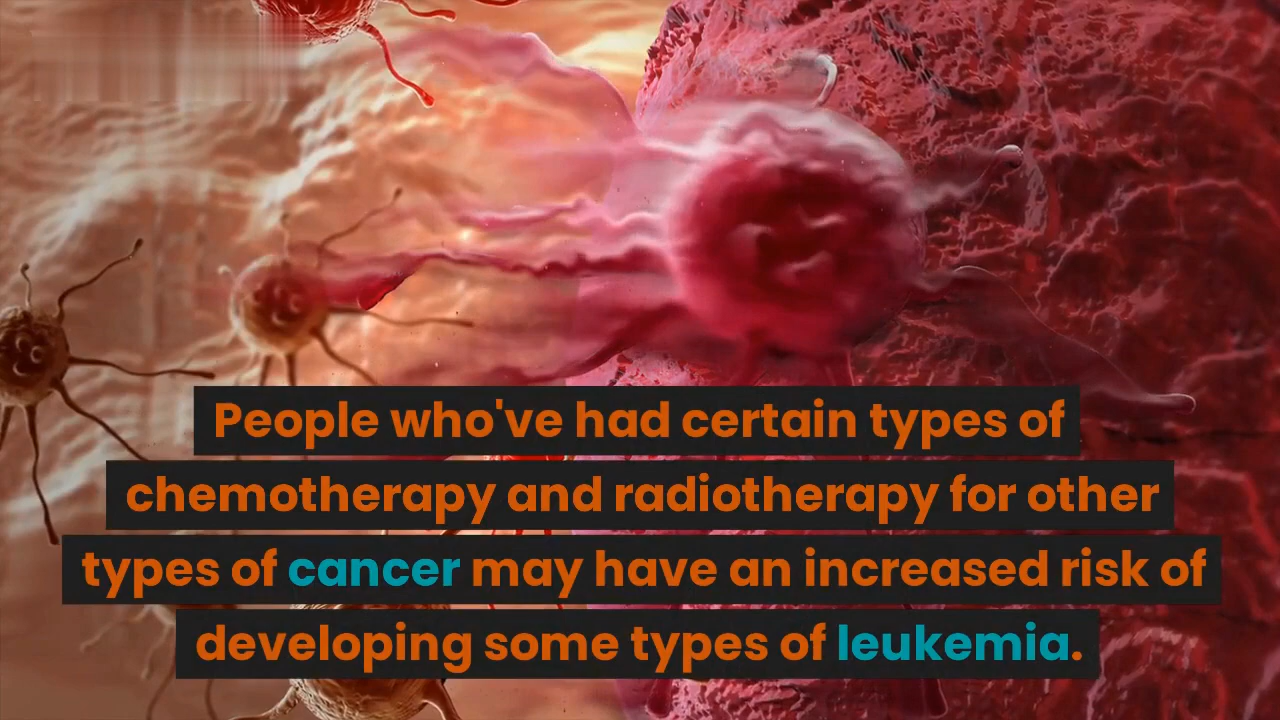 People who've had certain types of
chemotherapy and radiotherapy for other
types of cancer may have an increased risk of
developing some types of leukemia.